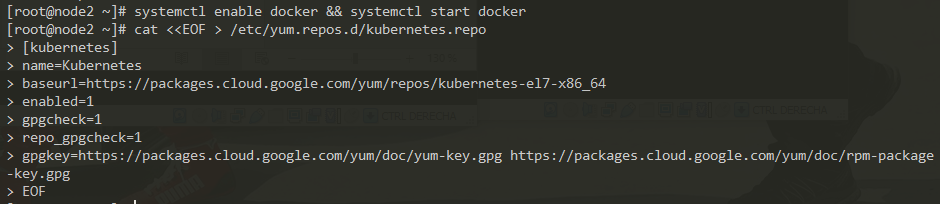 [root@node2 ~]# systemctl enable docker && systemctl start docker
[root@node2 ~]# cat <<EOF > /etc/yum.repos.d/kubernetes.repo
> [kubernetes]
> name=Kubernetes
> baseurl=https://packages.cloud.google.com/yum/repos/kubernetes-el7-x86_64
> enabled=1
> gpgcheck=1
CTRL DERECHA
> repo_gpgcheck=1
> gpgkey=https://packages.cloud.google.com/yum/doc/yum-key.gpg https://packages.cloud.google.com/yum/doc/rpm-package
-key.gpg
> EOF